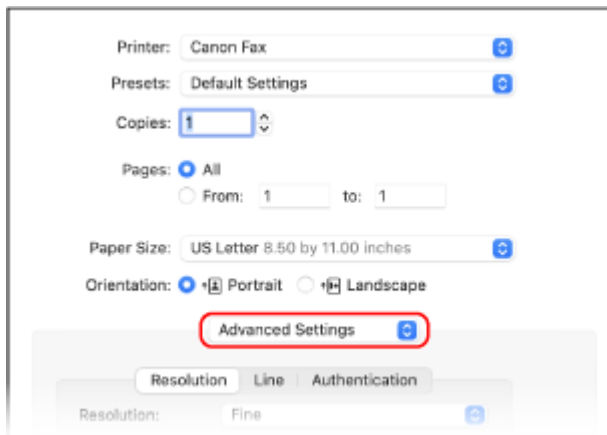 Printer: Canon Fax
Presets: Default Settings
Copies: 1
Pages: All
From: 1 to: 1
Paper Size: US Letter 8.50 by 11.00 inches
Orientation: Portrait Landscape
Advanced Settings
Resolution Line Authentication
Resolution: Fine